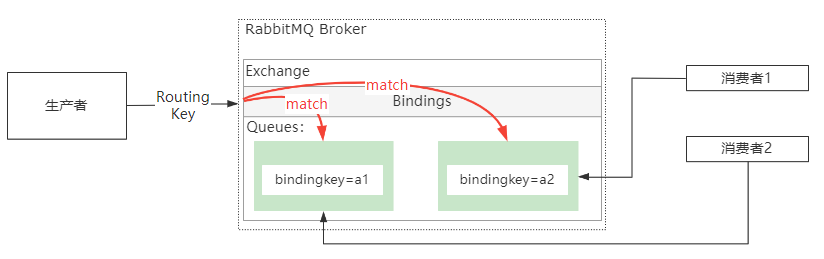 RabbitMQ Broker
Exchange
match
match
Bindings
Queues:
生产者
Routing
Key
bindingkey=a1
bindingkey=a2
消费者1
消费者2